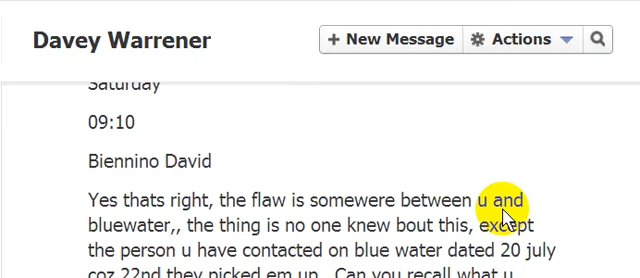 Davey Warrener
New Message
Actions
Saturday
09:10
Biennino David
Yes thats right, the flaw is somewere between u and
bluewater,, the thing is no one knew bout this, except
the person u have contacted on blue water dated 20 july
coz 22nd they picked em up.. Can you recall what u